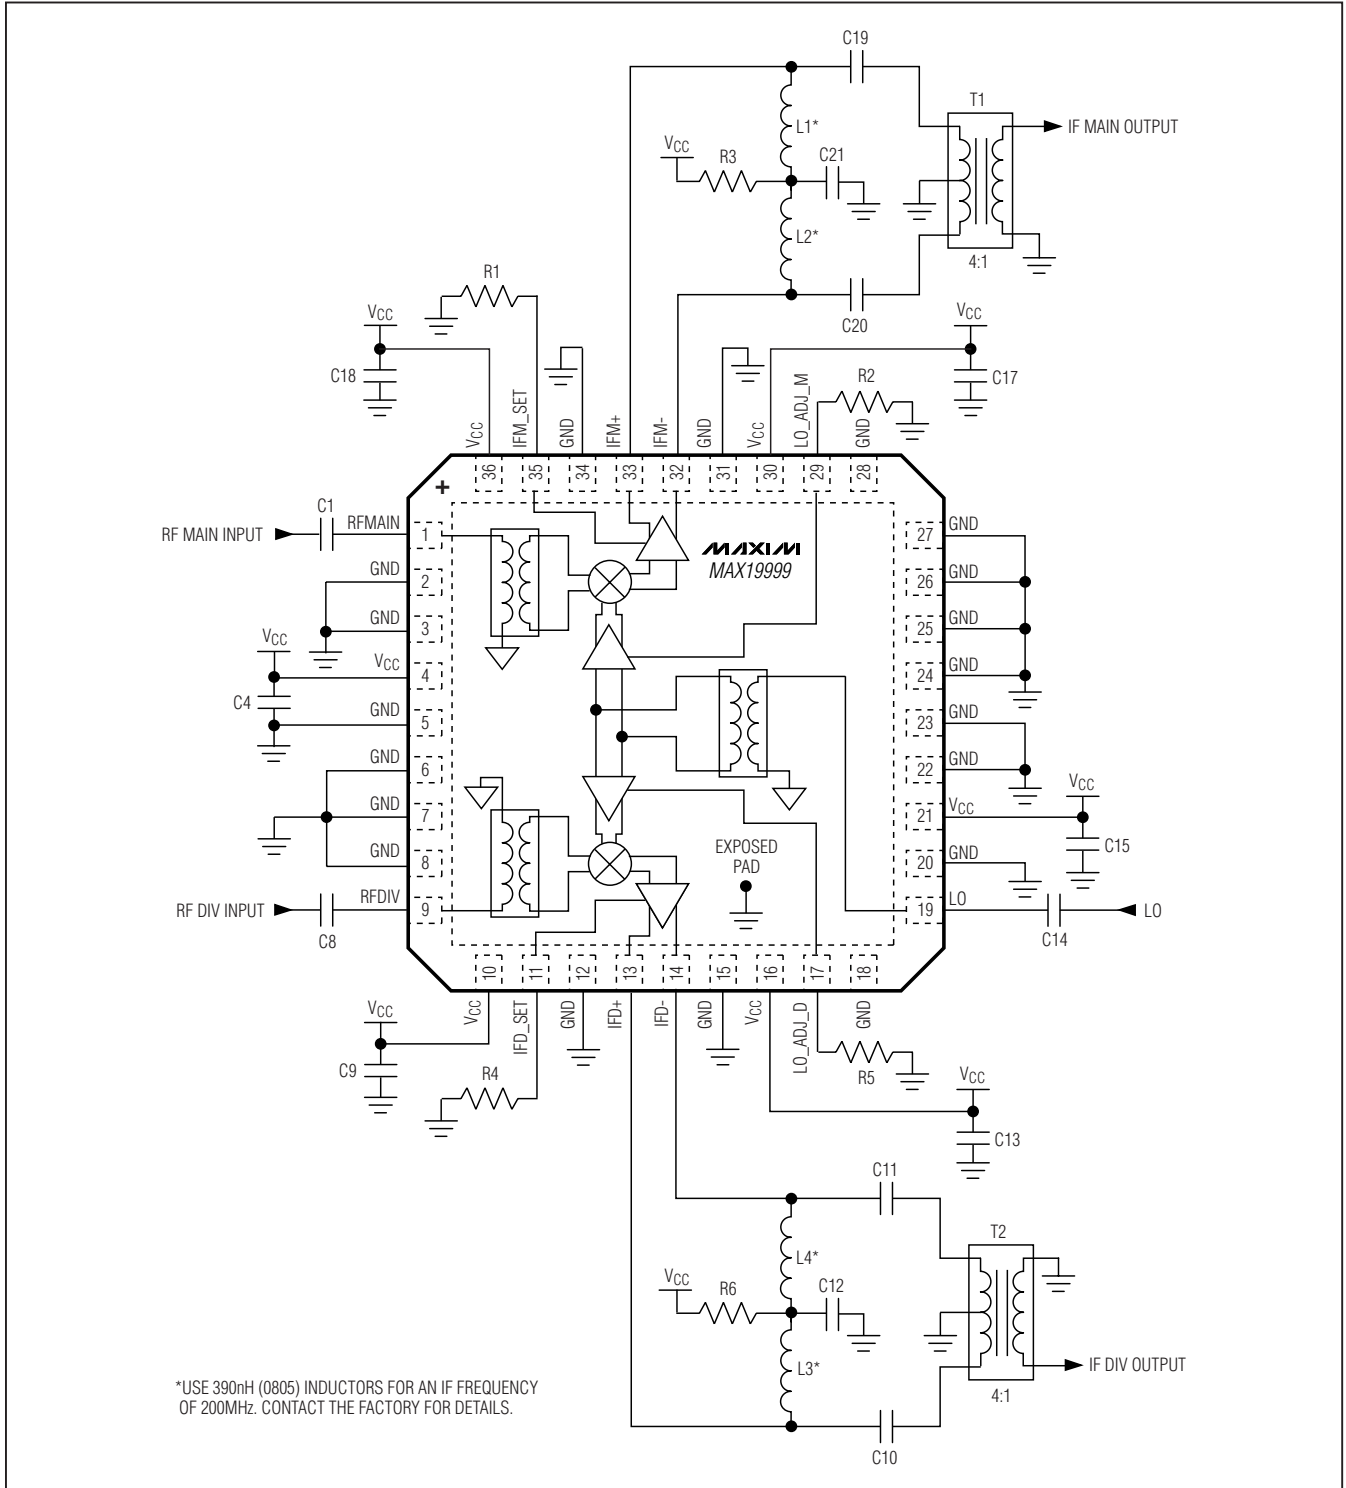 C19
T1
IF MAIN OUTPUT
L1*
VCC
R3
C21
L2*
4:1
R1
C20
VCC
VCC
C18
R2
C17
VCC
IFM_SET
GND
IFM+
IFM-
GND
VCC
LO_ADJ_M
GND
36
35
34
33
32
31
30
29
28
+
C1
RF MAIN INPUT
RFMAIN
1
MAXIM
MAX19999
27
GND
GND
2
26
GND
GND
3
25
GND
VCC
VCC
4
24
GND
C4
GND
5
23
GND
GND
6
22
GND
VCC
GND
7
21
VCC
C15
GND
8
EXPOSED
PAD
20
GND
RF DIV INPUT
RFDIV
9
19
LO
LO
C8
C14
10
11
12
13
14
15
16
17
18
VCC
IFD_SET
GND
IFD+
IFD-
GND
VCC
LO_ADJ_D
GND
VCC
C9
R4
R5
VCC
C13
C11
T2
L4*
VCC
R6
C12
L3*
IF DIV OUTPUT
4:1
C10
*USE 390nH (0805) INDUCTORS FOR AN IF FREQUENCY
OF 200MHz. CONTACT THE FACTORY FOR DETAILS.